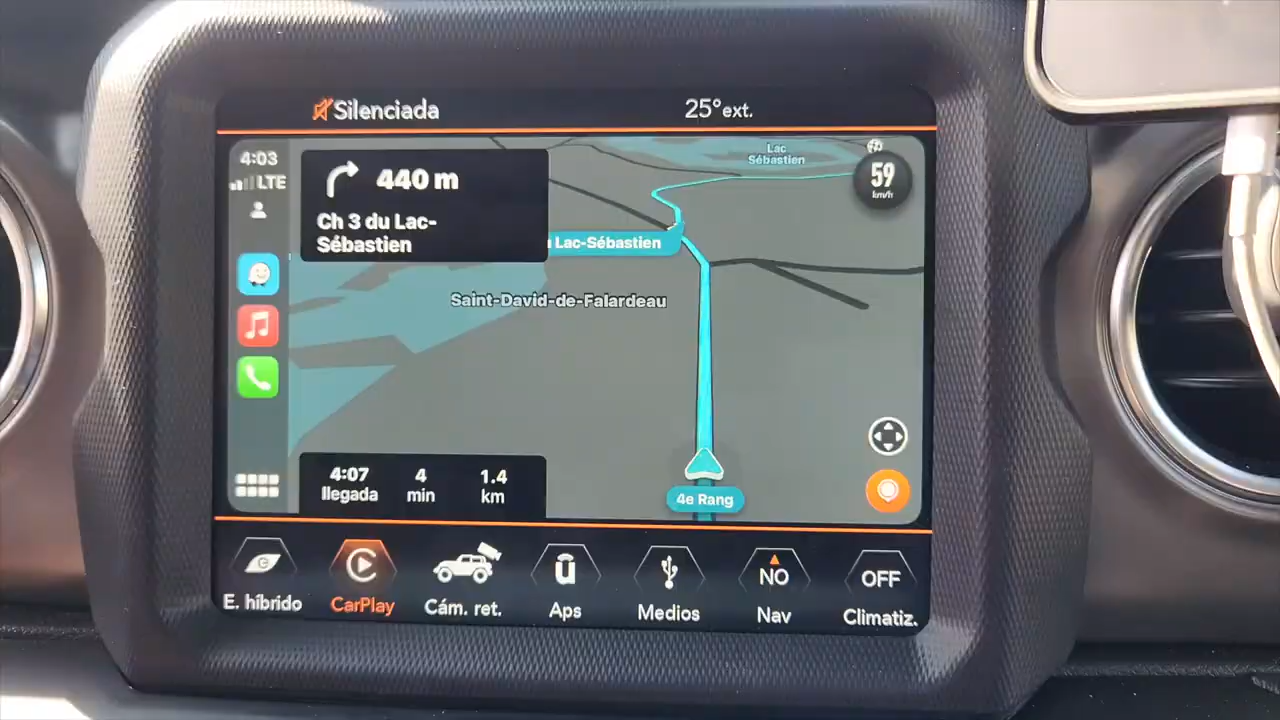 Silenciada
25° ext.
4:03
LTE
440 m
Ch 3 du Lac-
Sébastien
Lac
Sébastien
59
km/h
Lac-Sébastien
Saint-David-de-Falardeau
4:07
llegada
4
min
1.4
km
4e Rang
E. híbrido
CarPlay
Cám. ret.
Aps
Medios
NO
Nav
OFF
Climatiz.